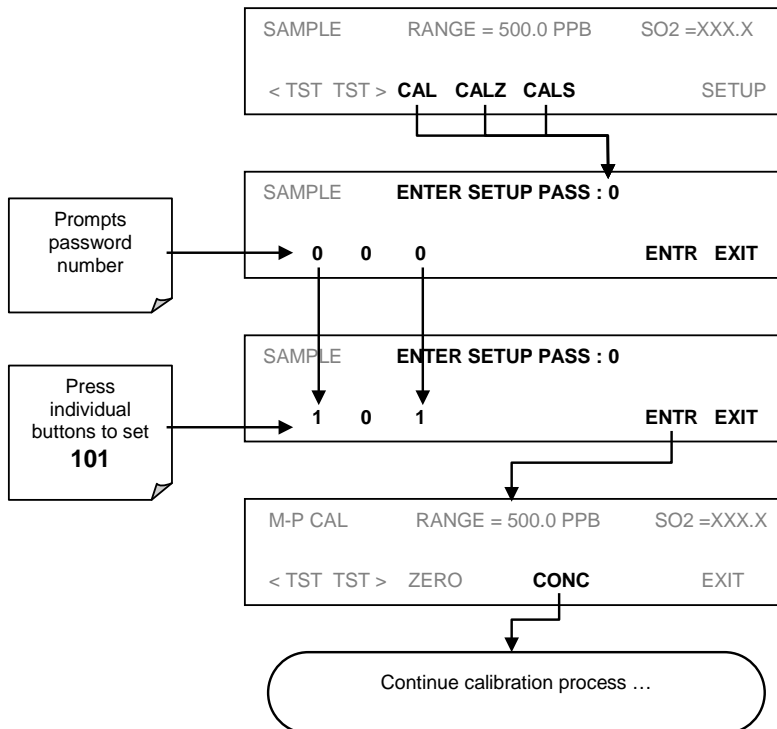 SAMPLE RANGE = 500.0 PPB SO2 =XXX.X
< TST TST > CAL CALZ CALS SETUP
SAMPLE ENTER SETUP PASS : 0
Prompts
password
number
0 0 0 ENTR EXIT
SAMPLE ENTER SETUP PASS : 0
Press
individual
buttons to set
101
1 0 1 ENTR EXIT
M-P CAL RANGE = 500.0 PPB SO2 =XXX.X
< TST TST > ZERO CONC EXIT
Continue calibration process …